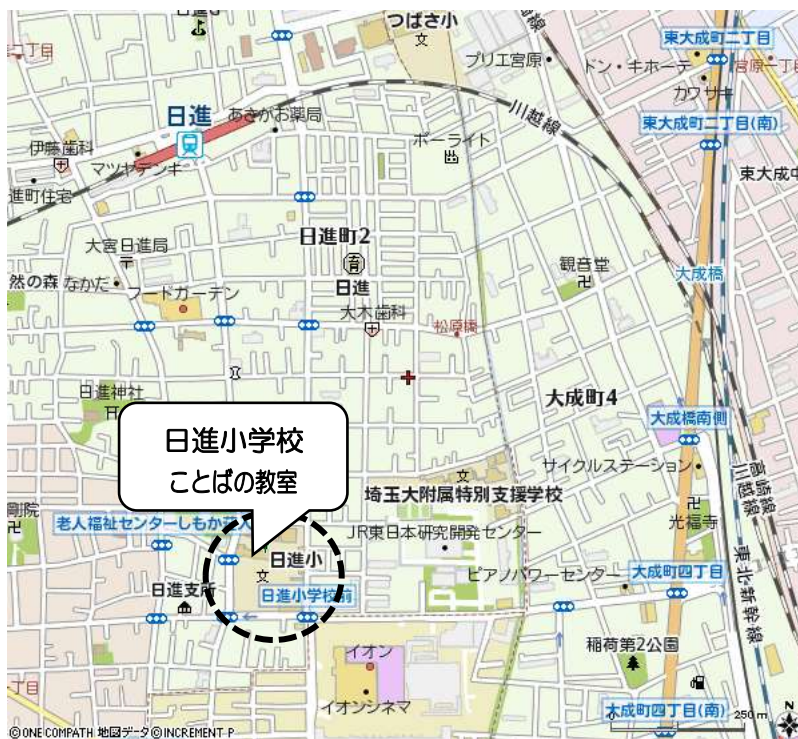 つばさ小
東大成町二丁目
プリエ宮原
ドン・キホーテ
カワサキ
日進
あさがお薬局
川越線
東大成町二丁目(南)
伊藤歯科
マツヤデンキ
ポーライト
進町住宅
日進町2
大宮日進局
観音堂
大成橋
然の森
なかだ
フードガーデン
日進
大木歯科
松原橋
日進神社
大成町4
大成橋南側
日進小学校
ことばの教室
サイクルステーション
埼玉大附属特別支援学校
川越線
高崎線
剛院
老人福祉センターしもか荘入
JR東日本研究開発センター
光福寺
日進小
東北新幹線
日進支所
日進小学校前
ピアノパワーセンター
大成町四丁目
稲荷第2公園
イオン
丁目
イオンシネマ
大成町四丁目(南)
250 m
N
©ONE COMPATH 地図データ©INCREMENT P